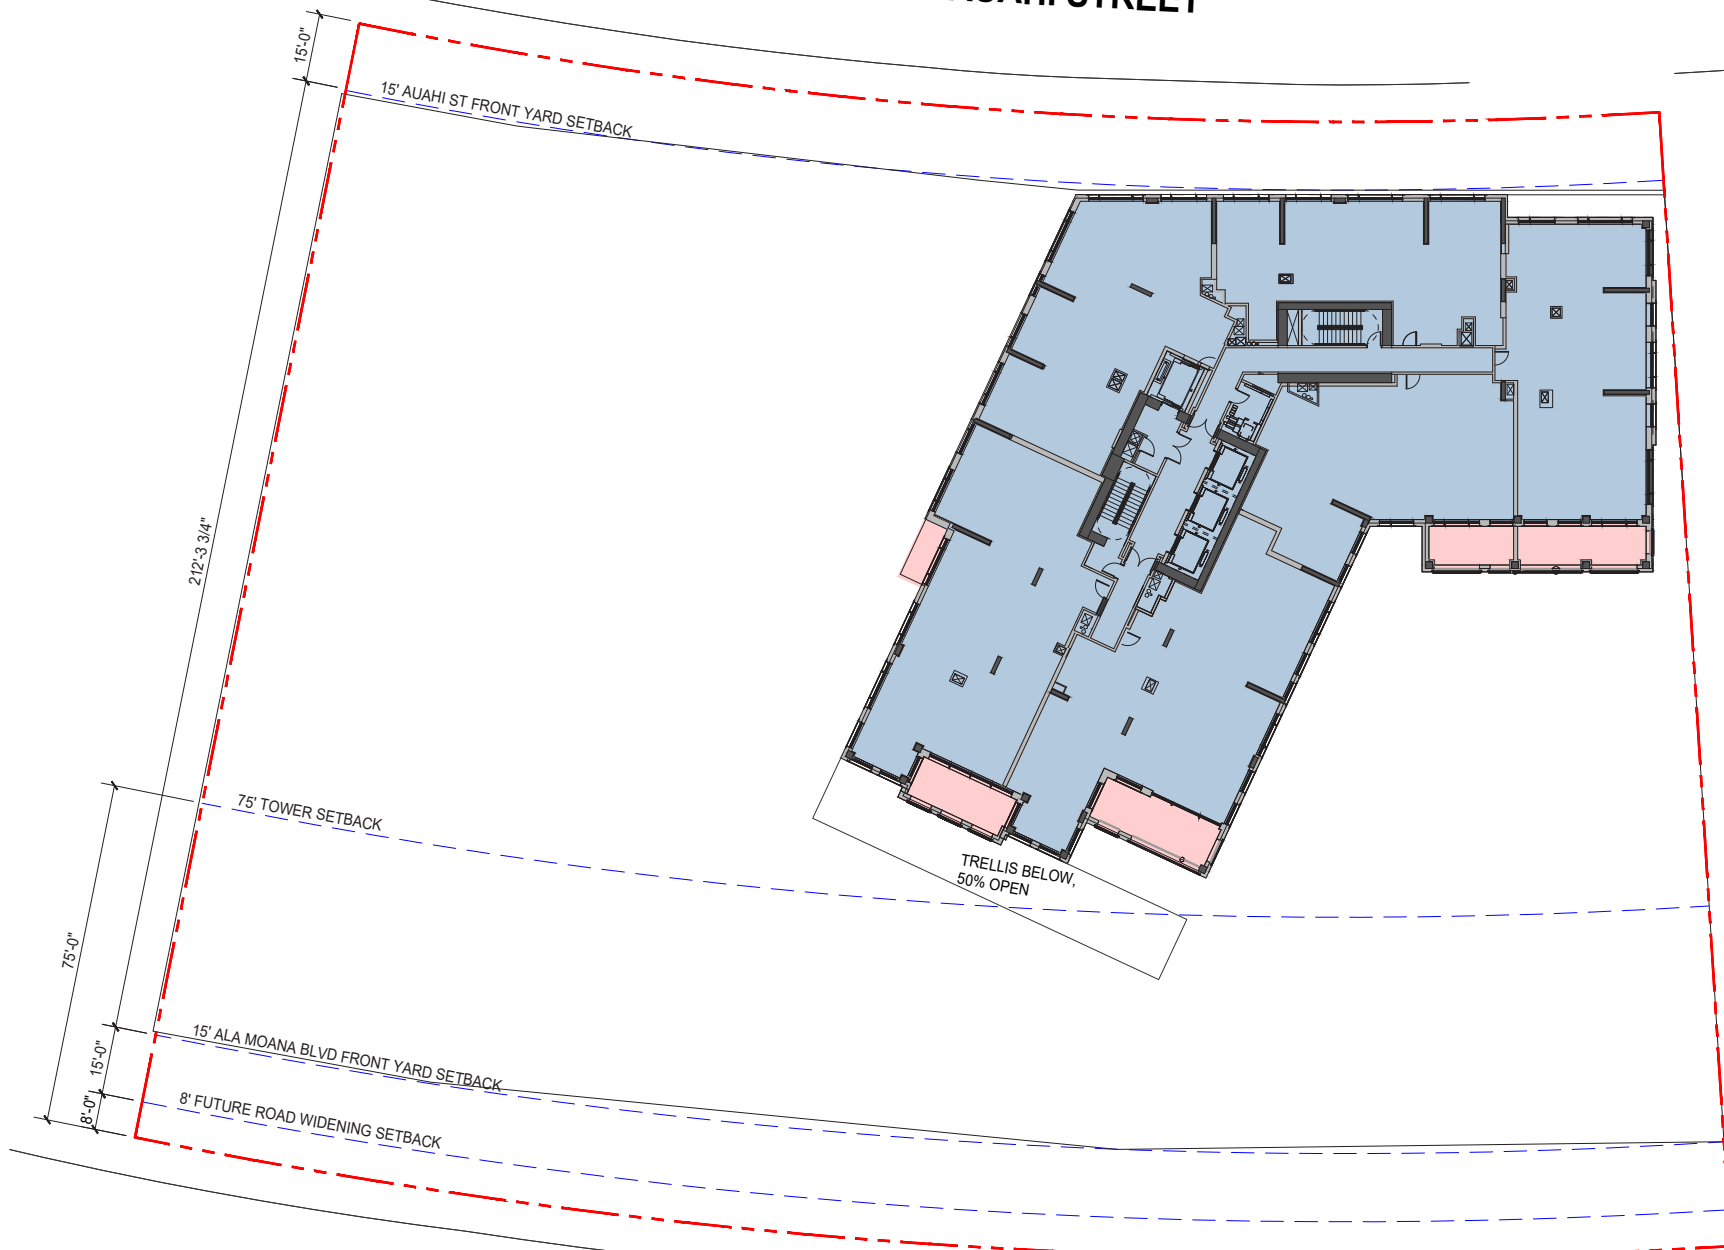 15'-0"
15' AUAHI ST FRONT YARD SETBACK
212'-3 3/4"
75' TOWER SETBACK
TRELLIS BELOW,
50% OPEN
75'-0"
15'-0"
15' ALA MOANA BLVD FRONT YARD SETBACK
8'-0"
8' FUTURE ROAD WIDENING SETBACK